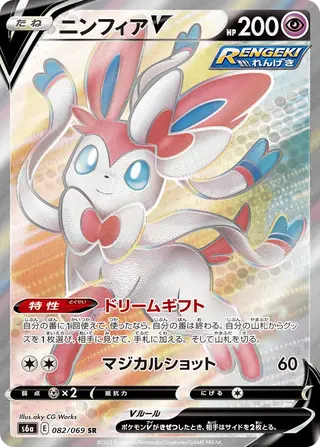 たね ニンフィアV HP200
RENGEKI
れんげき
特性 とくせい ドリームギフト
自分の番に1回使えて、使ったなら、自分の番は終わる。自分の山札からグッ
ズを1枚選び、相手に見せて、手札に加える。そして山札を切る。
マジカルショット 60
弱点 ×2 抵抗力 にげる
Vルール
ポケモンVがきぜつしたとき、相手はサイドを2枚とる。
Illus.aky CG Works
S6a E 082/069 SR